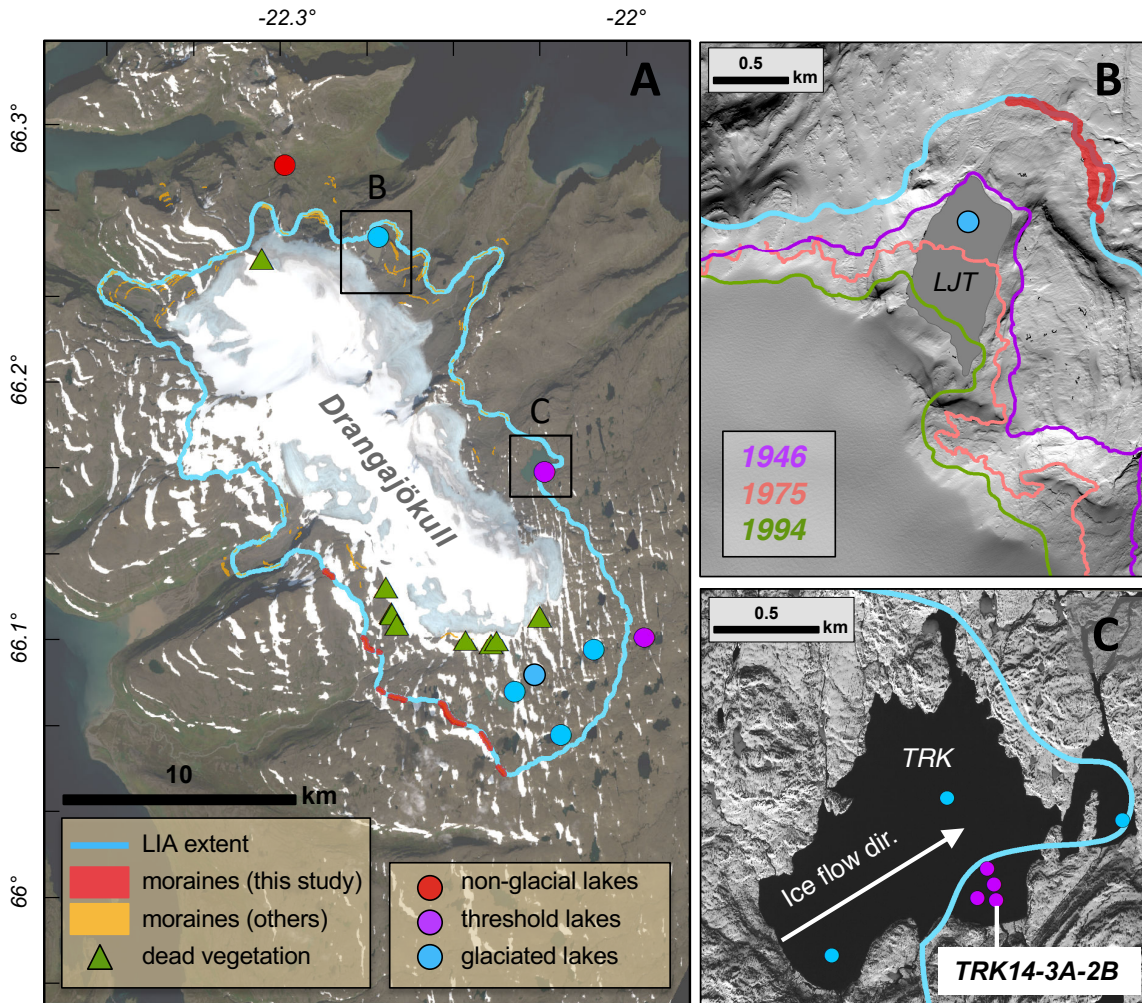 -22.3°
-22°
66.3°
66.2°
66.1°
66°
A
B
C
Drangajökull
10
km
LIA extent
moraines (this study)
moraines (others)
dead vegetation
non-glacial lakes
threshold lakes
glaciated lakes
0.5
km
B
LJT
1946
1975
1994
0.5
km
C
TRK
Ice flow dir.
TRK14-3A-2B